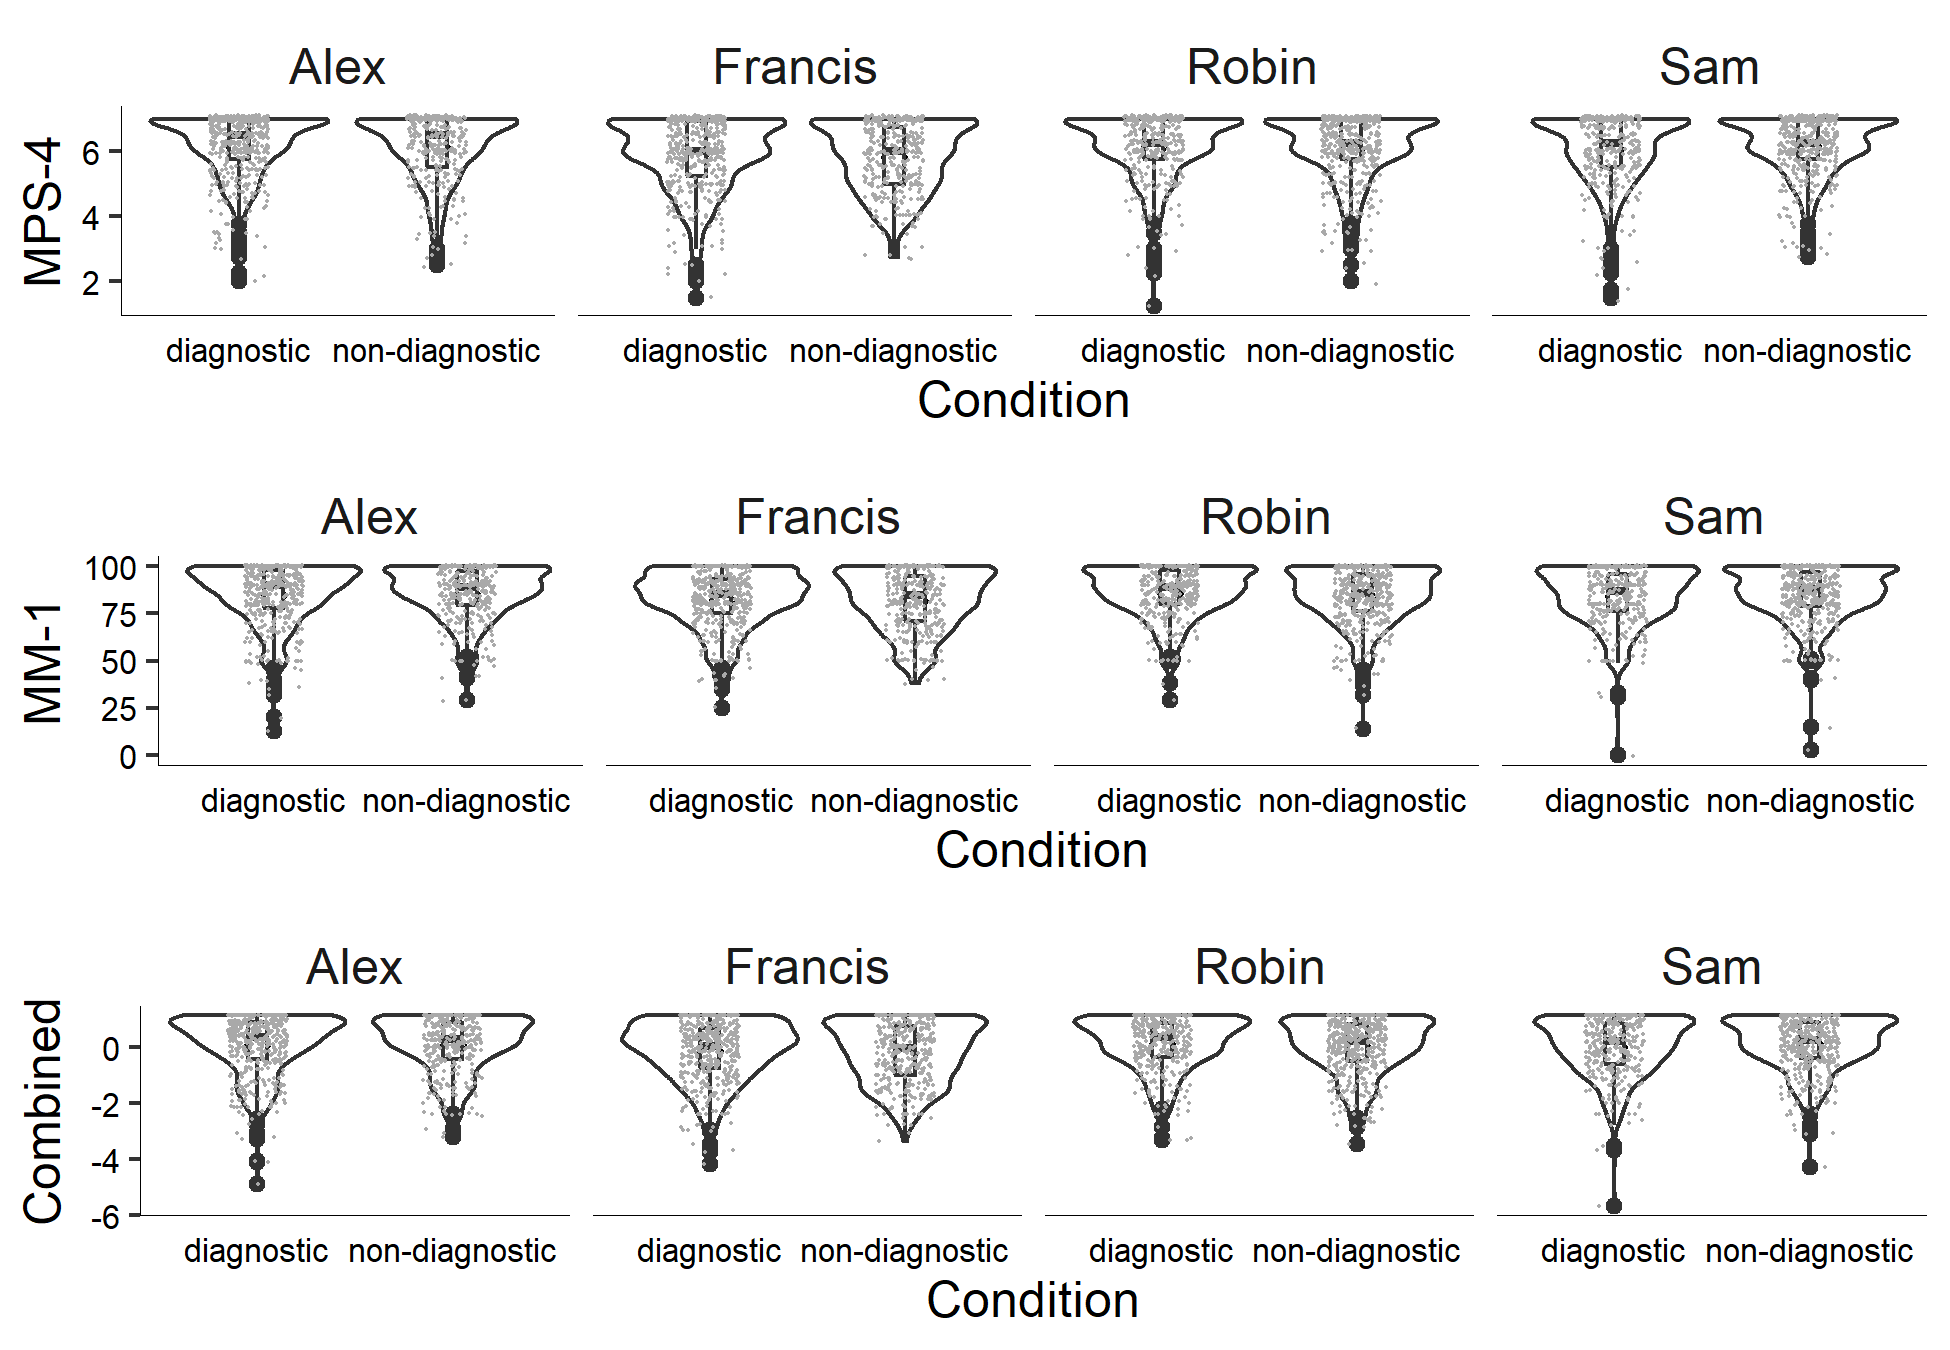 Alex Francis Robin Sam
MPS-4
6
4
2
diagnostic non-diagnostic diagnostic non-diagnostic diagnostic non-diagnostic diagnostic non-diagnostic
Condition
Alex Francis Robin Sam
MM-1
100
75
50
25
0
diagnostic non-diagnostic diagnostic non-diagnostic diagnostic non-diagnostic diagnostic non-diagnostic
Condition
Alex Francis Robin Sam
Combined
0
-2
-4
-6
diagnostic non-diagnostic diagnostic non-diagnostic diagnostic non-diagnostic diagnostic non-diagnostic
Condition